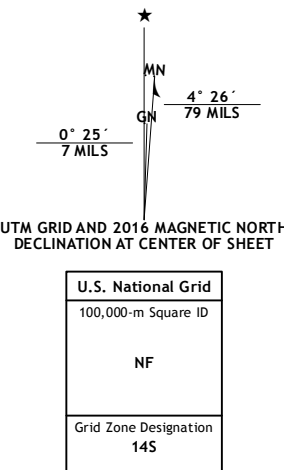 ★
MN
4° 26´
79 MILS
GN
0° 25´
7 MILS
UTM GRID AND 2016 MAGNETIC NORTH
DECLINATION AT CENTER OF SHEET
U.S. National Grid
100,000-m Square ID
NF
Grid Zone Designation
14S